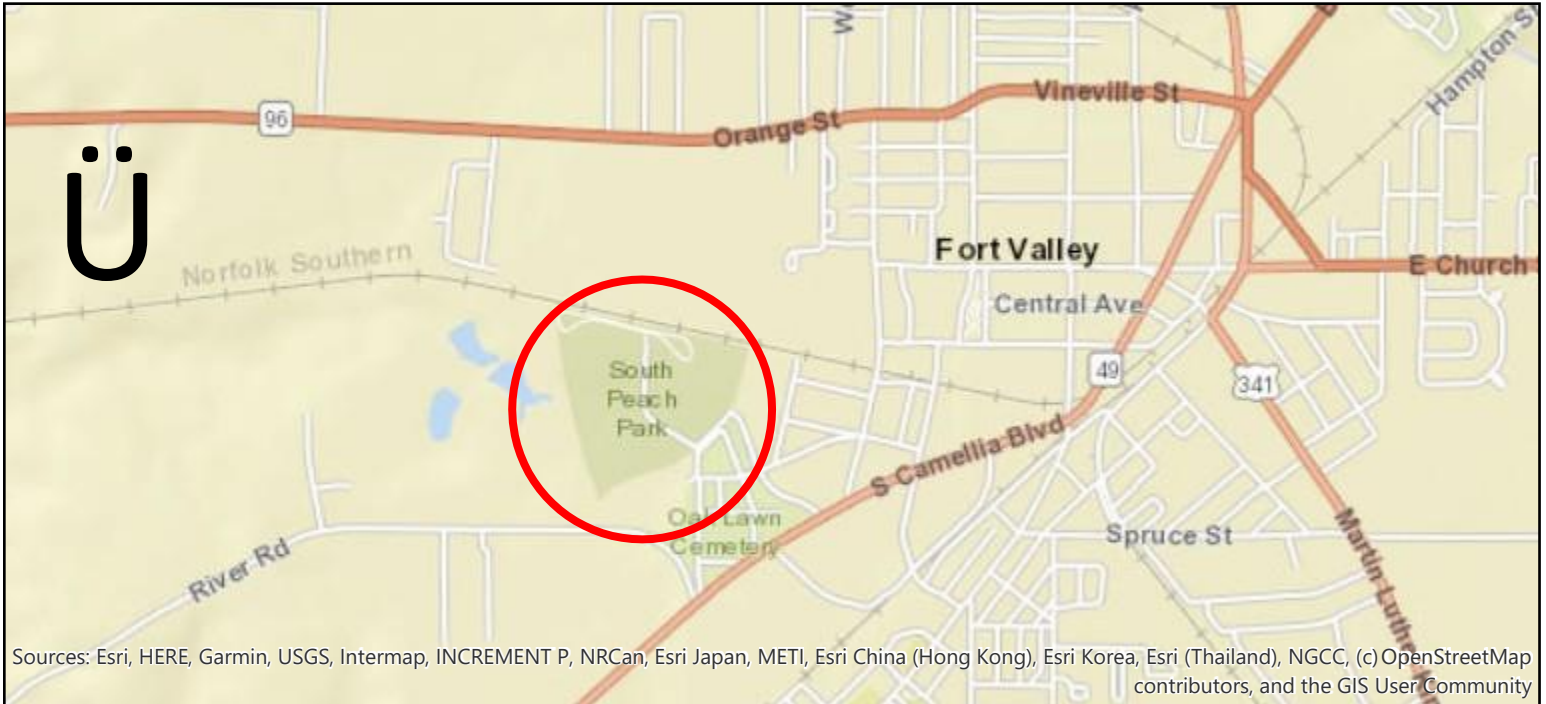 Vineville St
Hampton St
96
Orange St
Ü
Fort Valley
Norfolk Southern
E Church
Central Ave
South
Peach
Park
49
341
S Camellia Blvd
Oak Lawn
Cemetery
Spruce St
River Rd
Martin Luther
Sources: Esri, HERE, Garmin, USGS, Intermap, INCREMENT P, NRCan, Esri Japan, METI, Esri China (Hong Kong), Esri Korea, Esri (Thailand), NGCC, (c) OpenStreetMap
contributors, and the GIS User Community